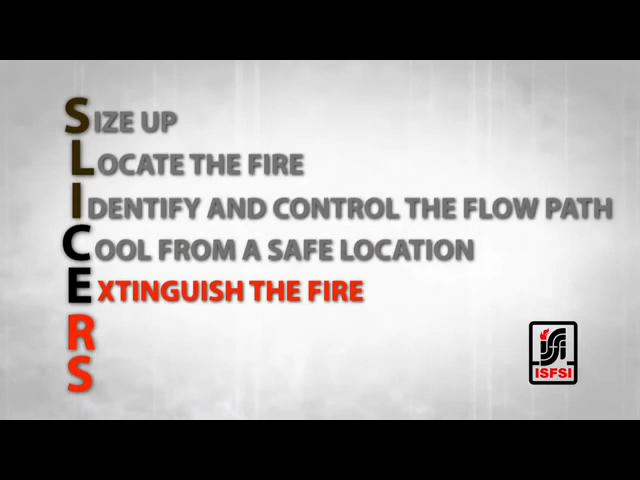 SIZE UP
LOCATE THE FIRE
IDENTIFY AND CONTROL THE FLOW PATH
COOL FROM A SAFE LOCATION
EXTINGUISH THE FIRE
R
S
ISFSI